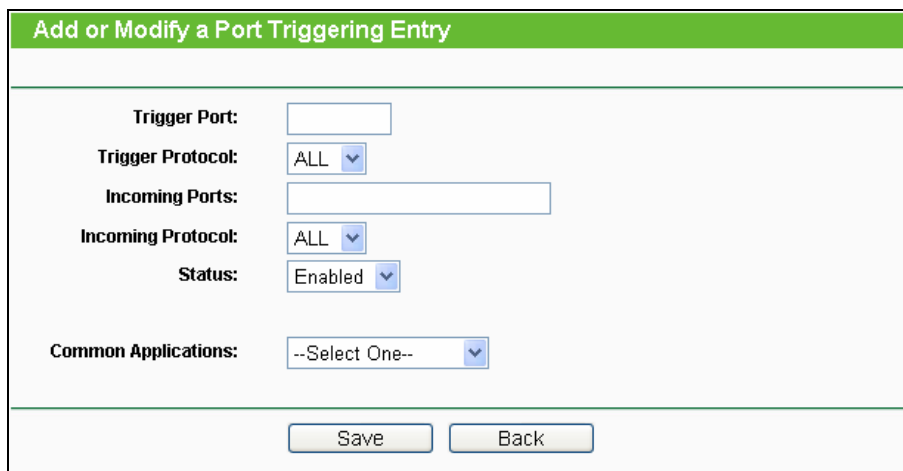 Add or Modify a Port Triggering Entry
Trigger Port:
Trigger Protocol: ALL
Incoming Ports:
Incoming Protocol: ALL
Status: Enabled
Common Applications: --Select One--
Save Back